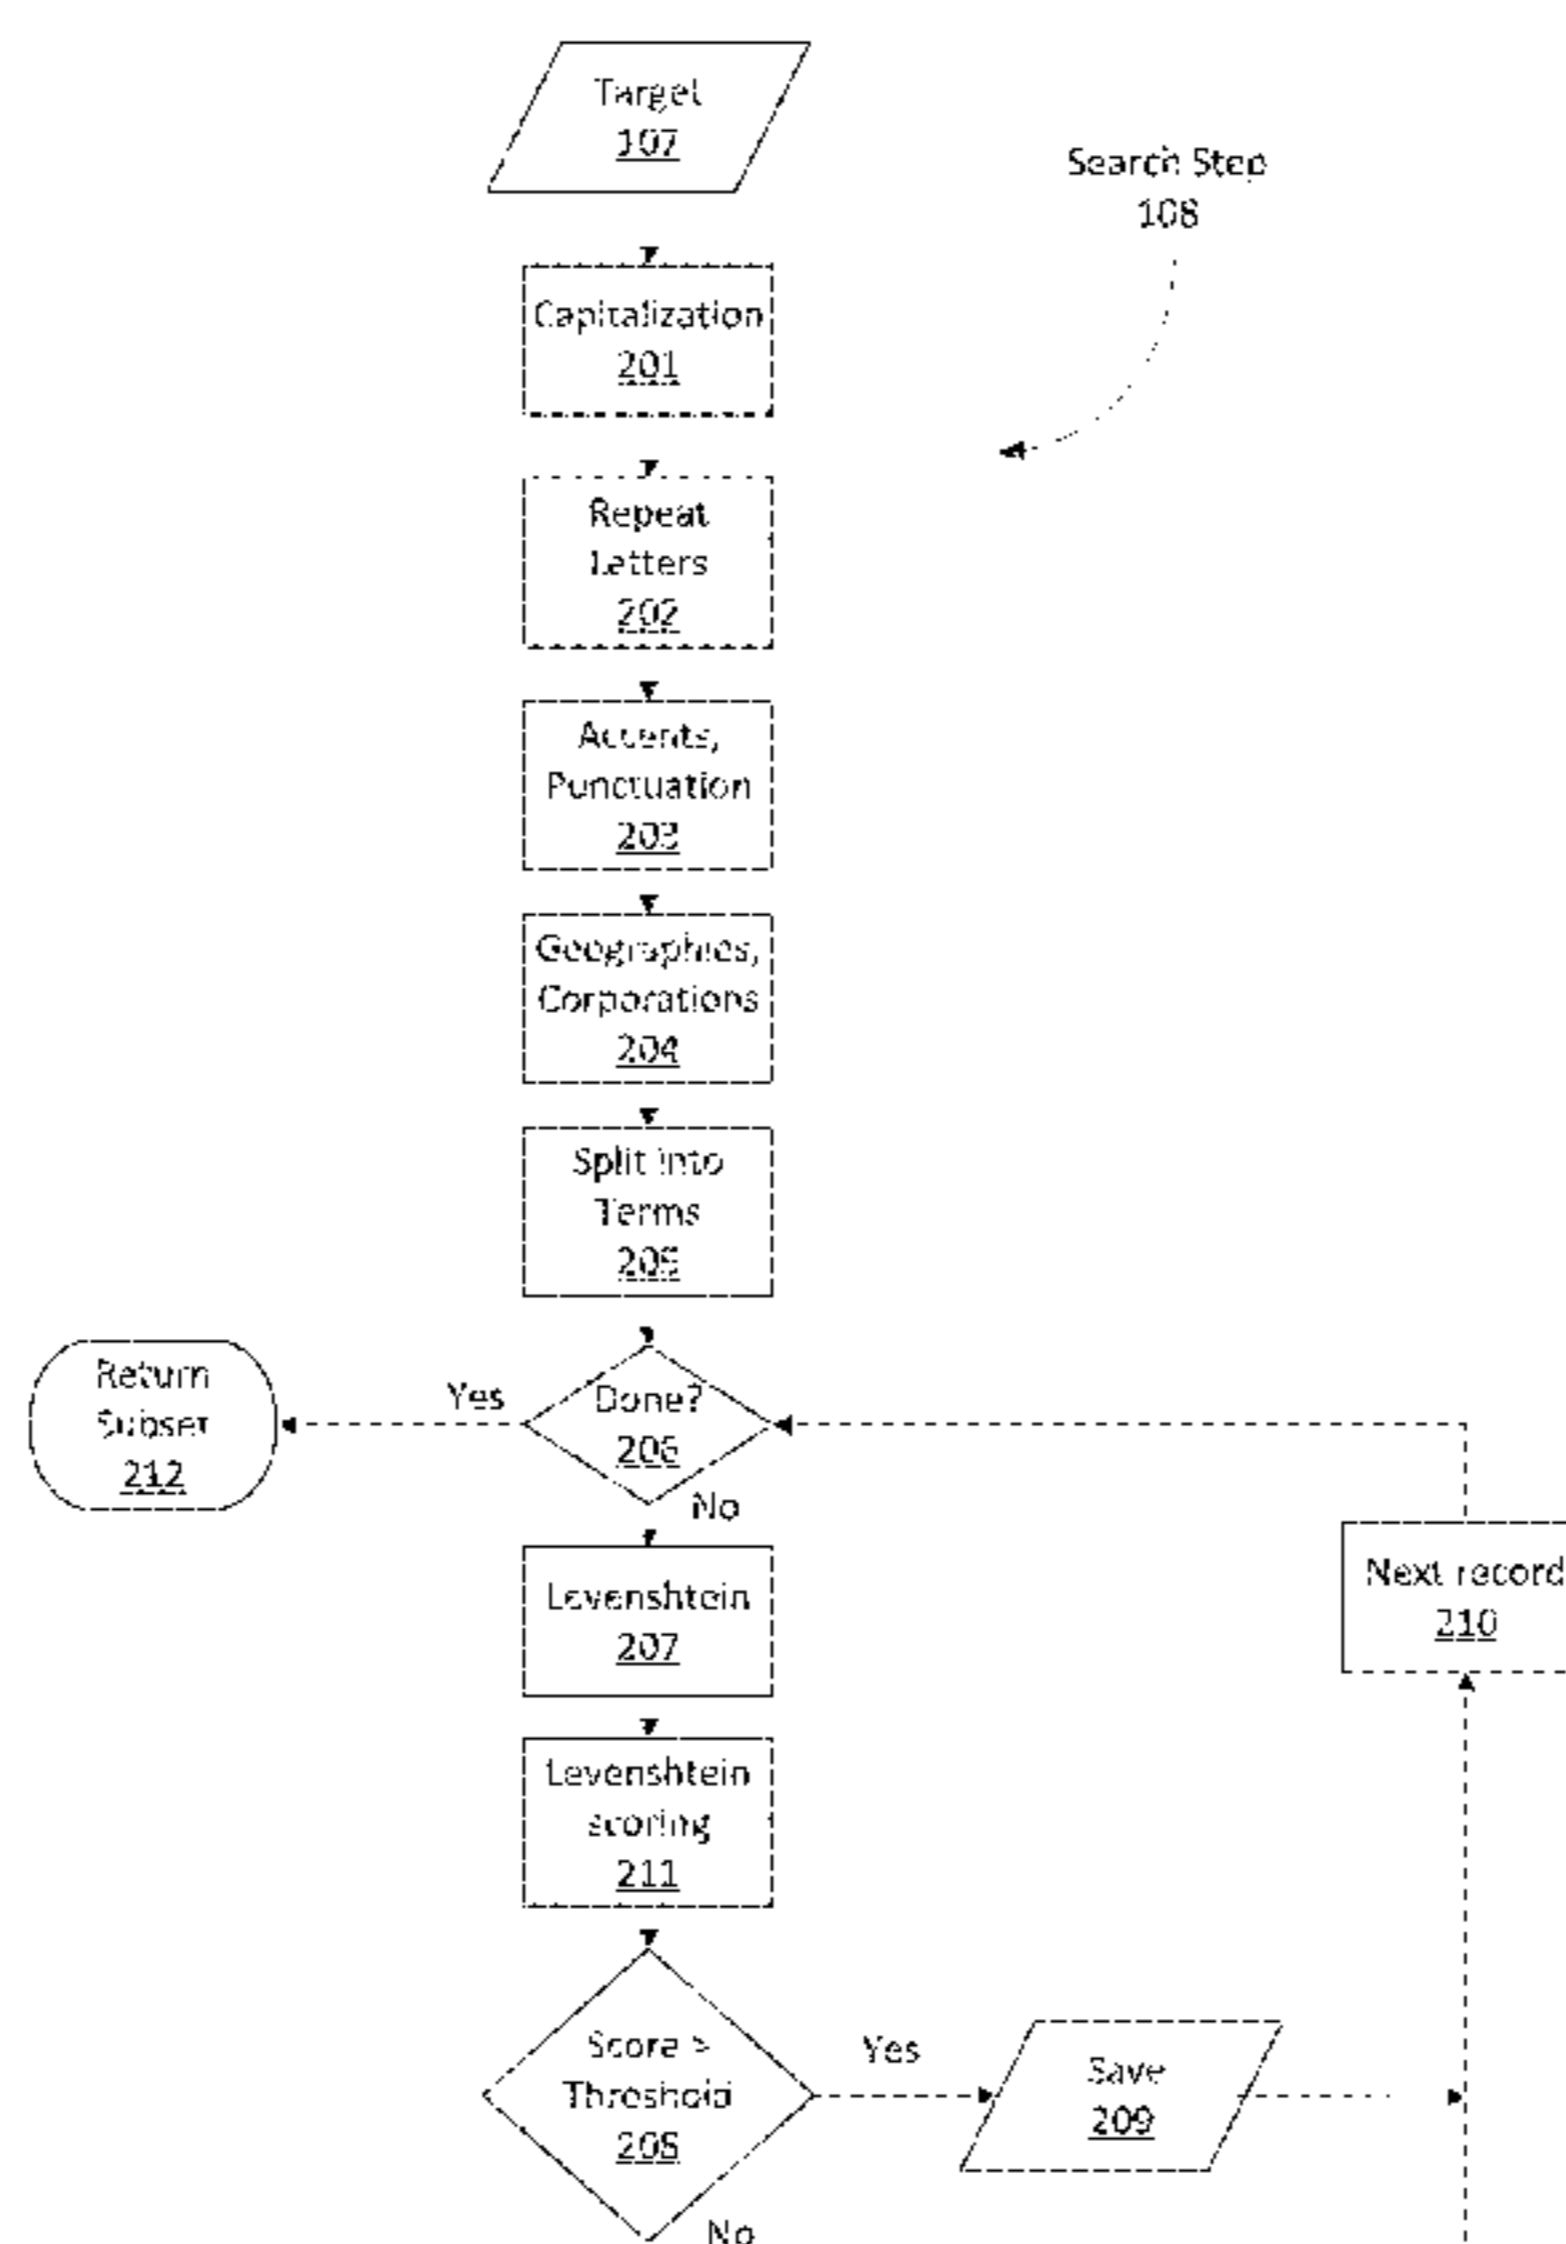 Target
107
Search Step
108
Capitalization
201
Repeat
Letters
202
Accents,
Punctuation
203
Geographies,
Corporations
204
Split into
Terms
205
Return
Subset
212
Yes
Done?
206
No
Next record
210
Levenshtein
207
Levenshtein
scoring
211
Score >
Threshold
208
Yes
Save
209
No